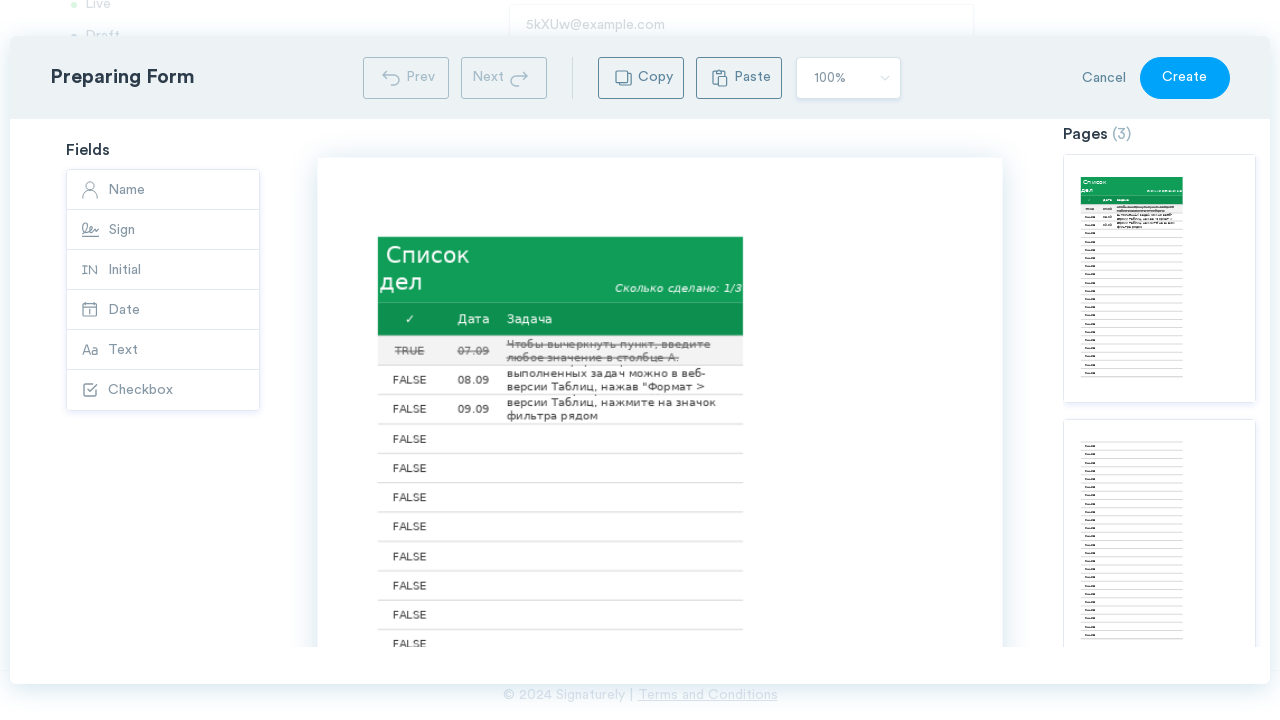 Live
5kXUw@example.com
Draft
Preparing Form
Prev
Next
Copy
Paste
100%
Cancel
Create
Fields
Name
Sign
Initial
Date
Text
Checkbox
Список
дел
Сколько сделано: 1/3
✓ Дата Задача
TRUE 07.09 Чтобы вычеркнуть пункт, введите
любое значение в столбце A.
FALSE 08.09 выполненных задач можно в веб-
версии Таблиц, нажав "Формат >
FALSE 09.09 версии Таблиц, нажмите на значок
фильтра рядом
FALSE
FALSE
FALSE
FALSE
FALSE
FALSE
FALSE
FALSE
Pages (3)
Список
дел
© 2024 Signaturely | Terms and Conditions